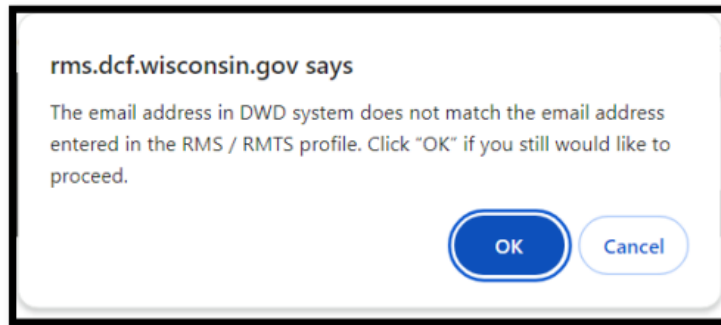 rms.dcf.wisconsin.gov says
The email address in DWD system does not match the email address
entered in the RMS / RMTS profile. Click “OK” if you still would like to
proceed.
OK
Cancel